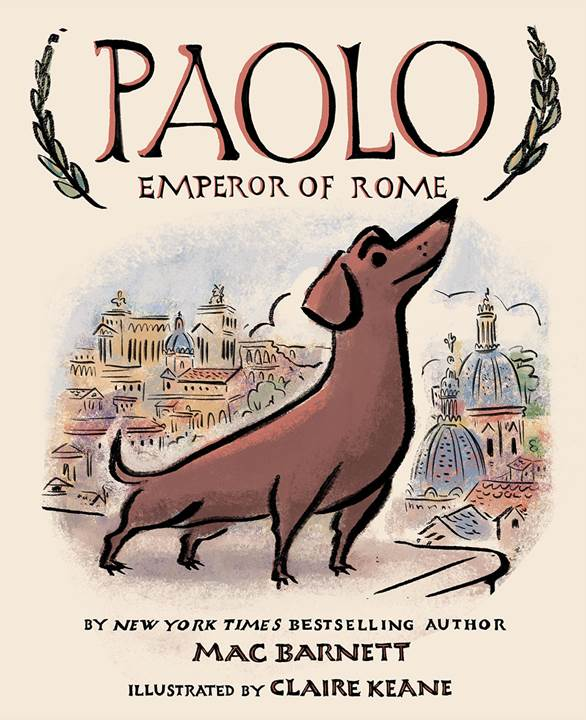 PAOLO
EMPEROR OF ROME
BY NEW YORK TIMES BESTSELLING AUTHOR
MAC BARNETT
ILLUSTRATED BY CLAIRE KEANE